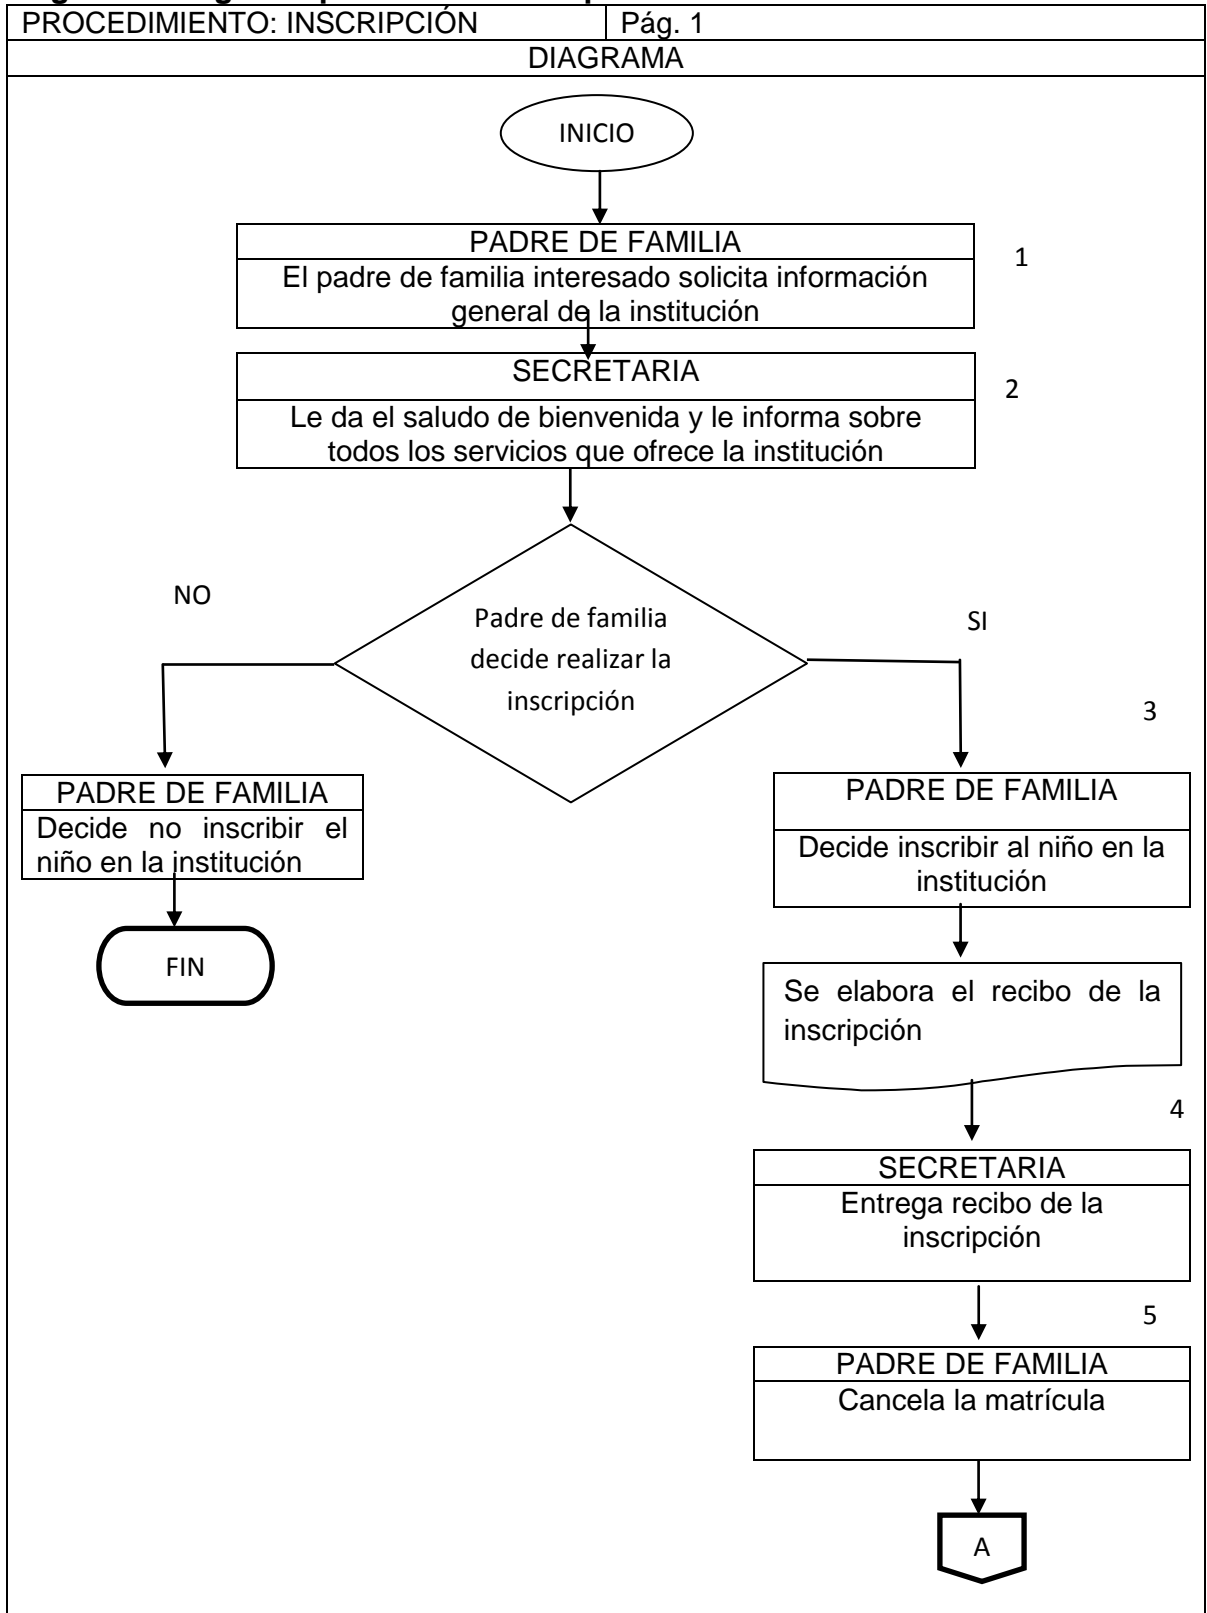 PROCEDIMIENTO: INSCRIPCIÓN
Pág. 1
DIAGRAMA
INICIO
PADRE DE FAMILIA
1
El padre de familia interesado solicita información
general de la institución
SECRETARIA
2
Le da el saludo de bienvenida y le informa sobre
todos los servicios que ofrece la institución
NO
Padre de familia
decide realizar la
inscripción
SI
3
PADRE DE FAMILIA
Decide no inscribir el
niño en la institución
FIN
PADRE DE FAMILIA
Decide inscribir al niño en la
institución
Se elabora el recibo de la
inscripción
4
SECRETARIA
Entrega recibo de la
inscripción
5
PADRE DE FAMILIA
Cancela la matrícula
A